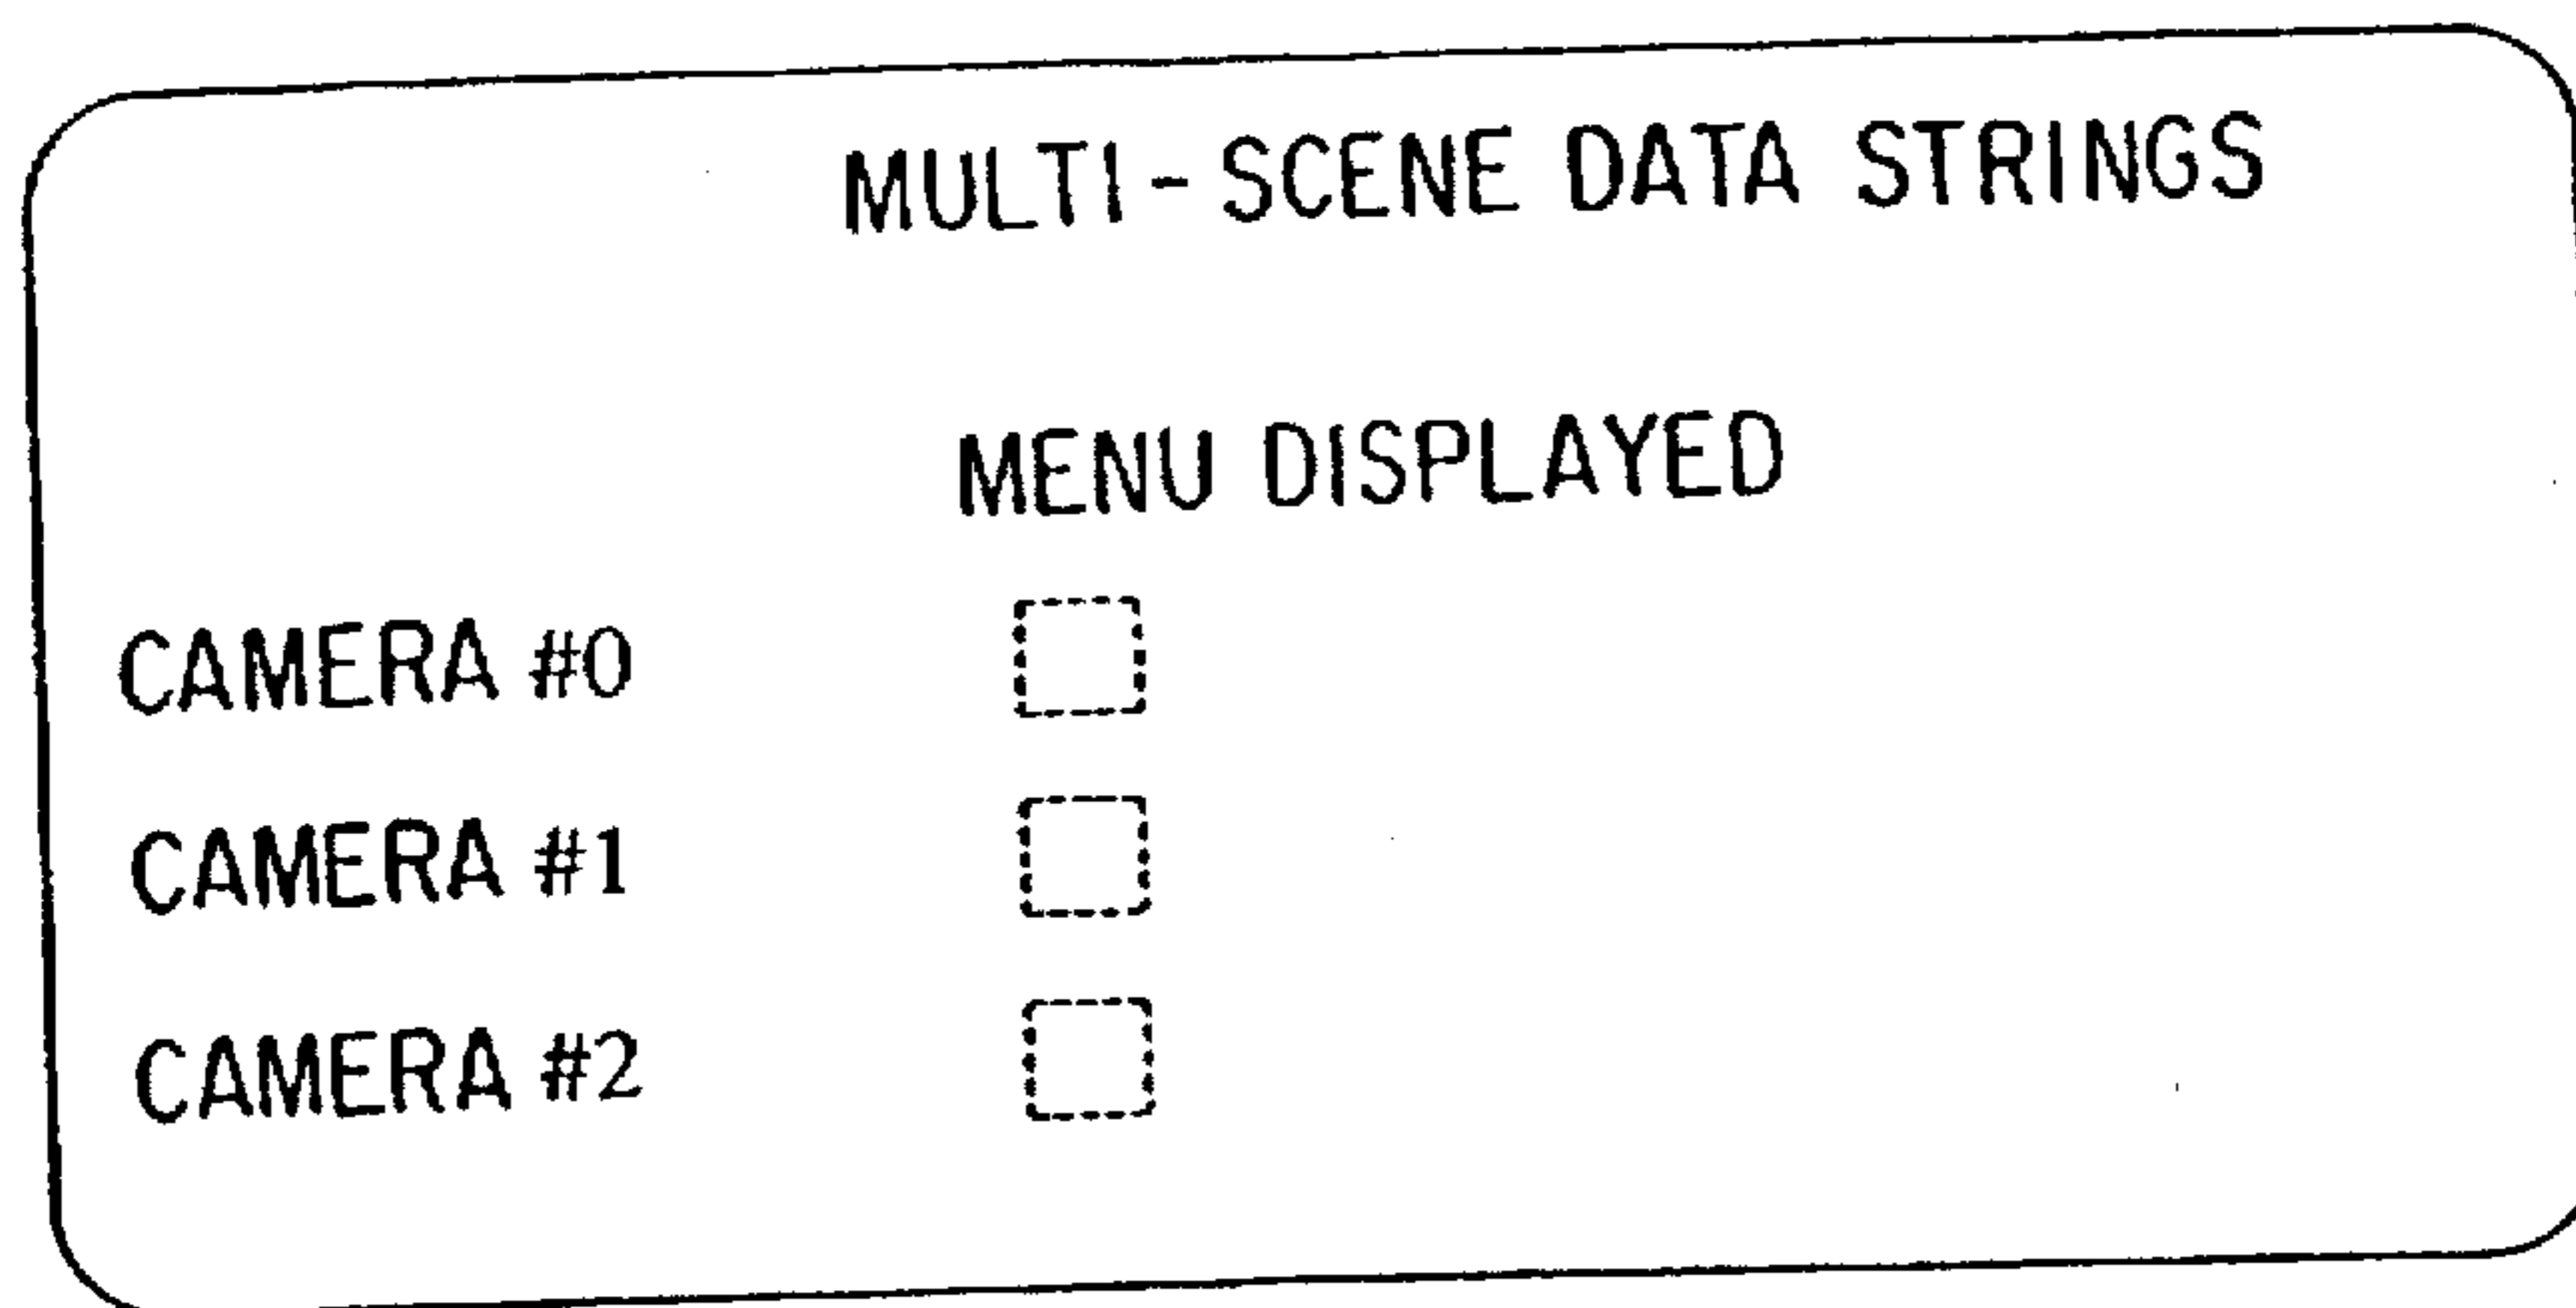 MULTI-SCENE DATA STRINGS
MENU DISPLAYED
CAMERA #0
CAMERA #1
CAMERA #2